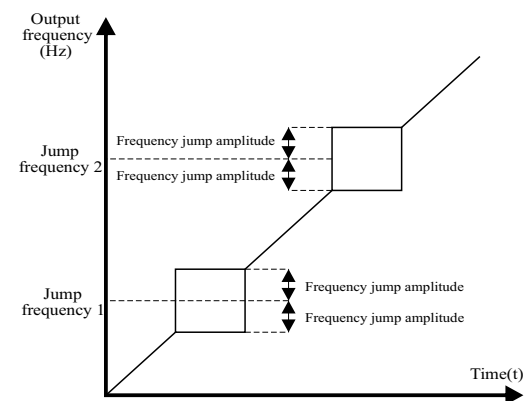 Output
frequency
(Hz)
Frequency jump amplitude
Jump
frequency 2
Frequency jump amplitude
Jump
frequency 1
Frequency jump amplitude
Frequency jump amplitude
Time(t)